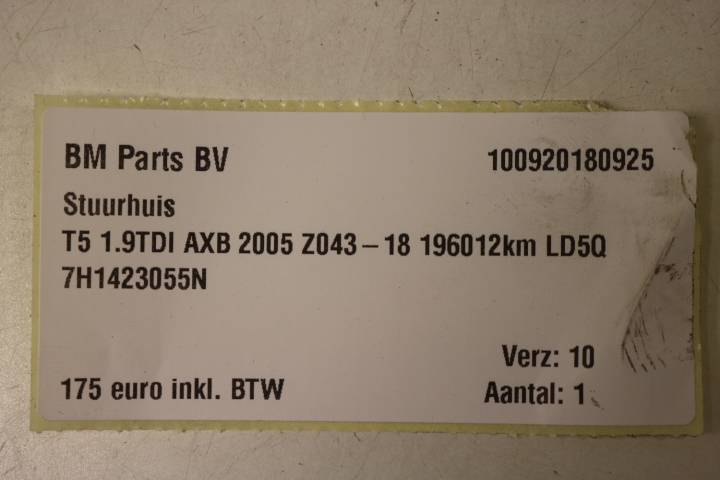 BM Parts BV 100920180925
Stuurhuis
T5 1.9TDI AXB 2005 Z043-18 196012km LD5Q
7H1423055N
Verz: 10
175 euro inkl. BTW Aantal: 1